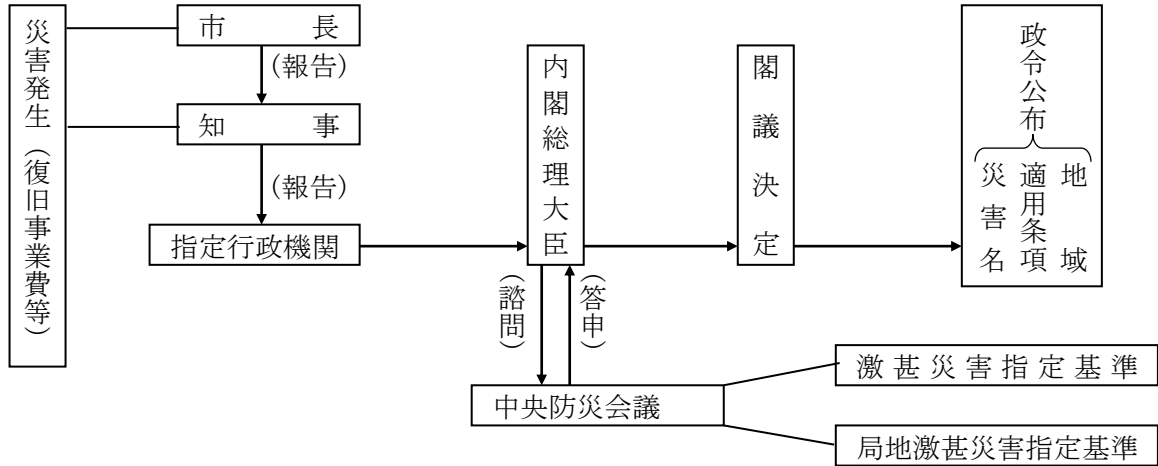 災害発生（復旧事業費等）
市長
（報告）
知事
（報告）
指定行政機関
内閣総理大臣
（諮問）
（答申）
中央防災会議
閣議決定
政令公布
災害名
適用条項
地域
激甚災害指定基準
局地激甚災害指定基準